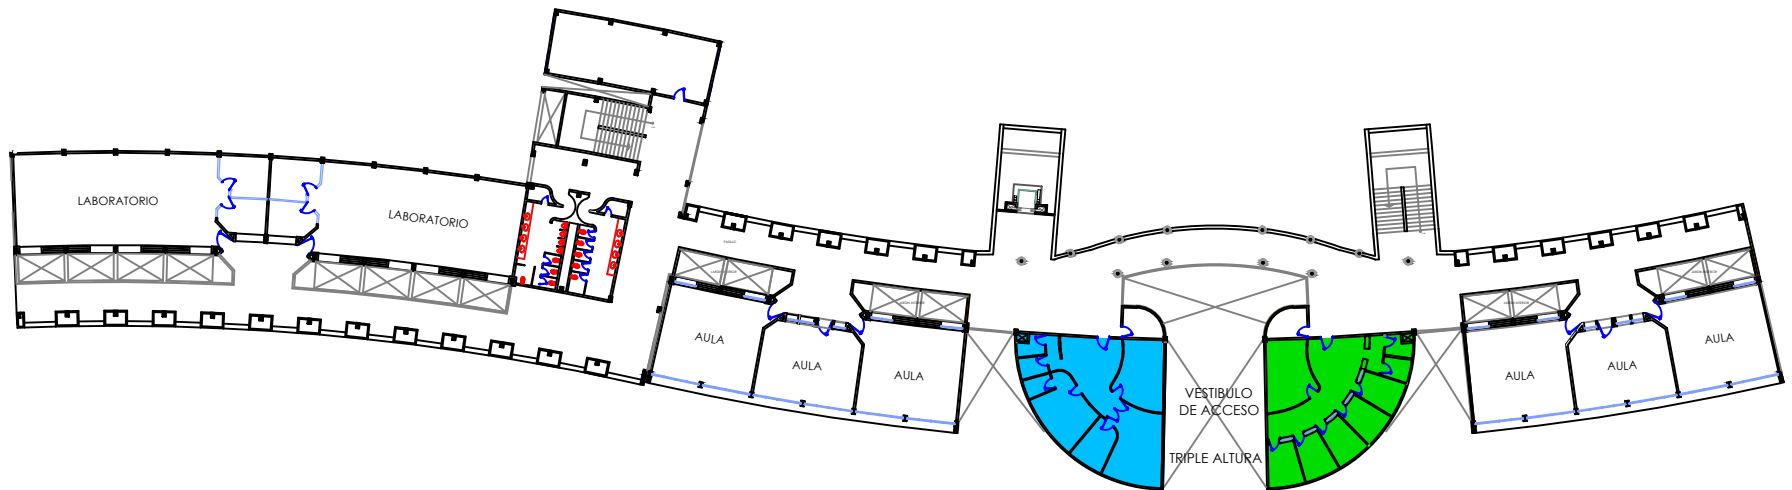 LABORATORIO
LABORATORIO
AULA
AULA
AULA
VESTIBULO
DE ACCESO
TRIPLE ALTURA
AULA
AULA
AULA